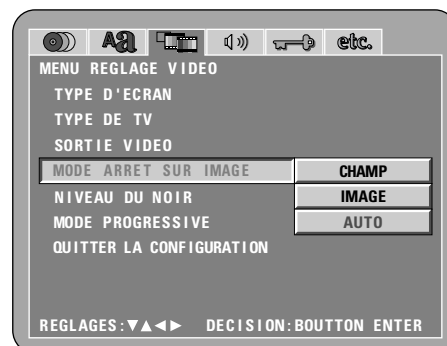 Aa etc.
MENU REGLAGE VIDEO
TYPE D'ECRAN
TYPE DE TV
SORTIE VIDEO
MODE ARRET SUR IMAGE CHAMP
NIVEAU DU NOIR IMAGE
MODE PROGRESSIVE AUTO
QUITTER LA CONFIGURATION
REGLAGES:▼▲◄► DECISION:BOUTTON ENTER